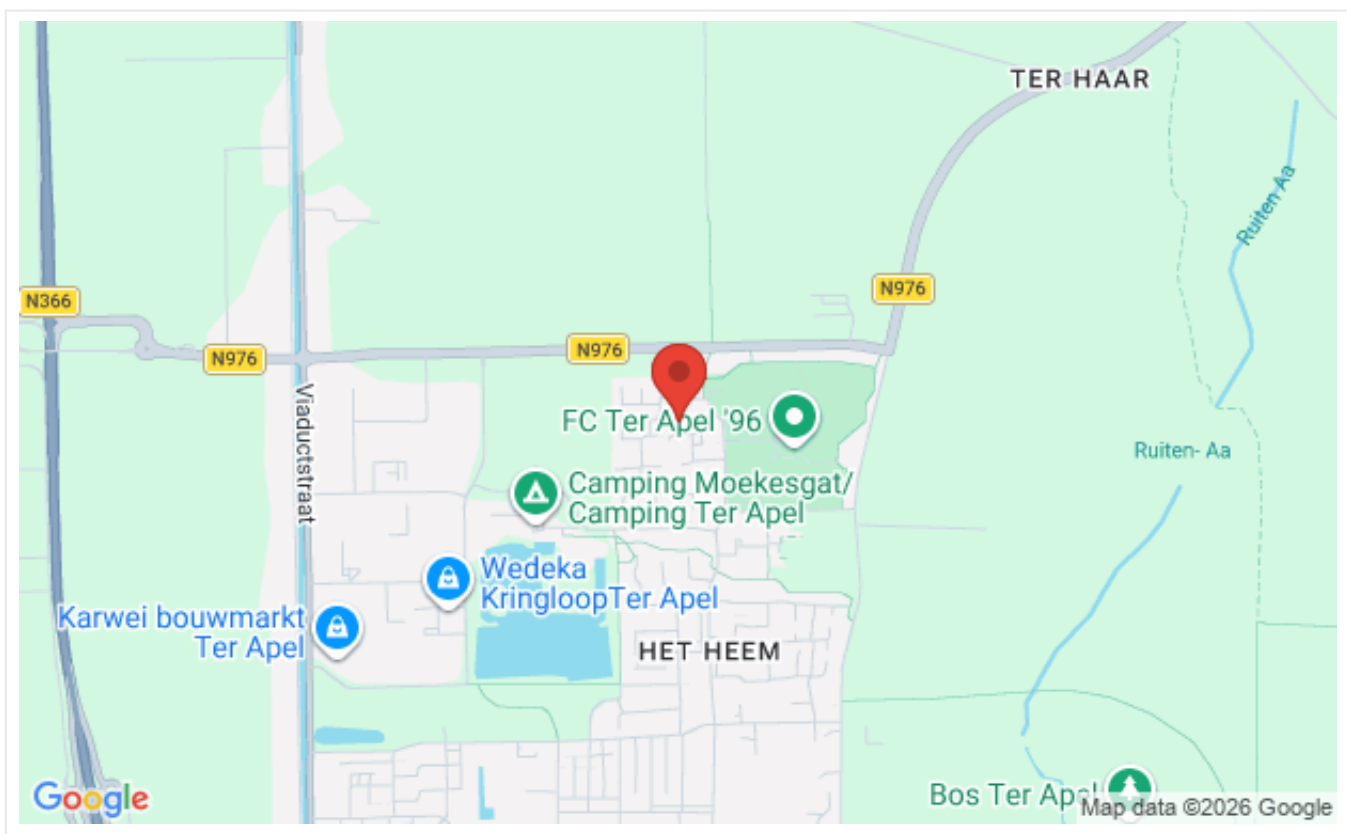 TER HAAR
Ruiten-Aa
N366
N976
N976
N976
Viaductstraat
FC Ter Apel '96
Ruiten- Aa
Camping Moekesgat/
Camping Ter Apel
Wedeka
KringloopTer Apel
Karwei bouwmarkt
Ter Apel
HET HEEM
Bos Ter Apel
Google
Map data ©2026 Google